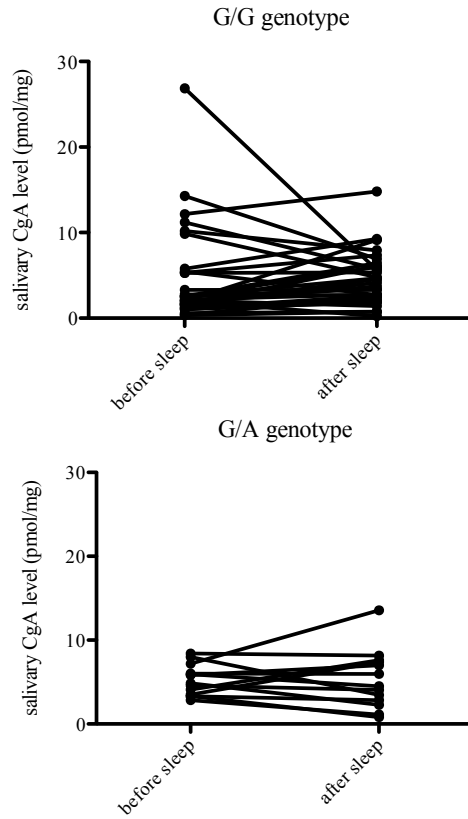 G/G genotype
salivary CgA level (pmol/mg)
30
20
10
0
before sleep
after sleep
G/A genotype
salivary CgA level (pmol/mg)
30
20
10
0
before sleep
after sleep